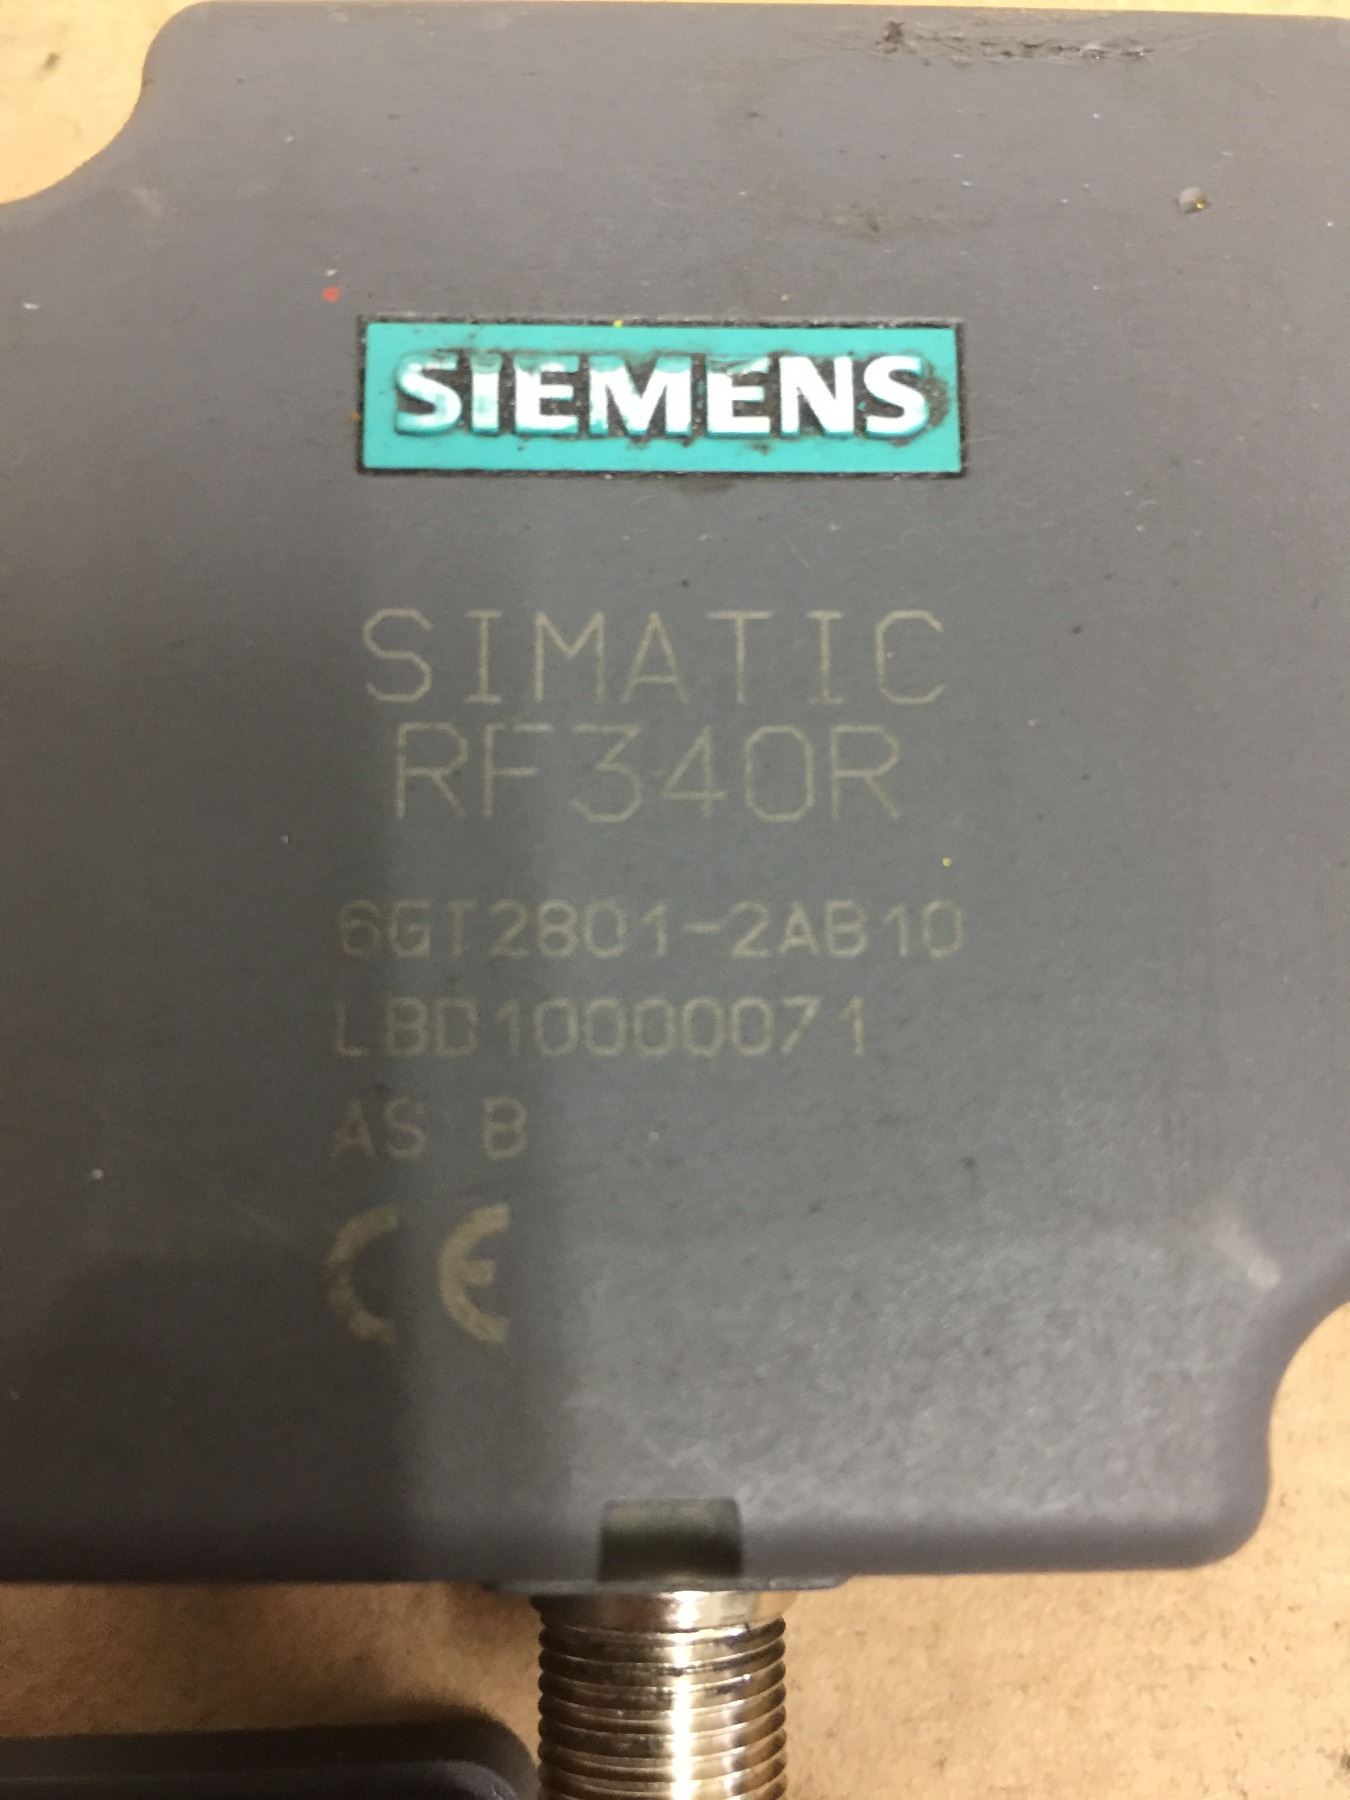 SIEMENS
SIMATIC
RF340R
6GT2801-2AB10
LBD10000071
AS B
CE